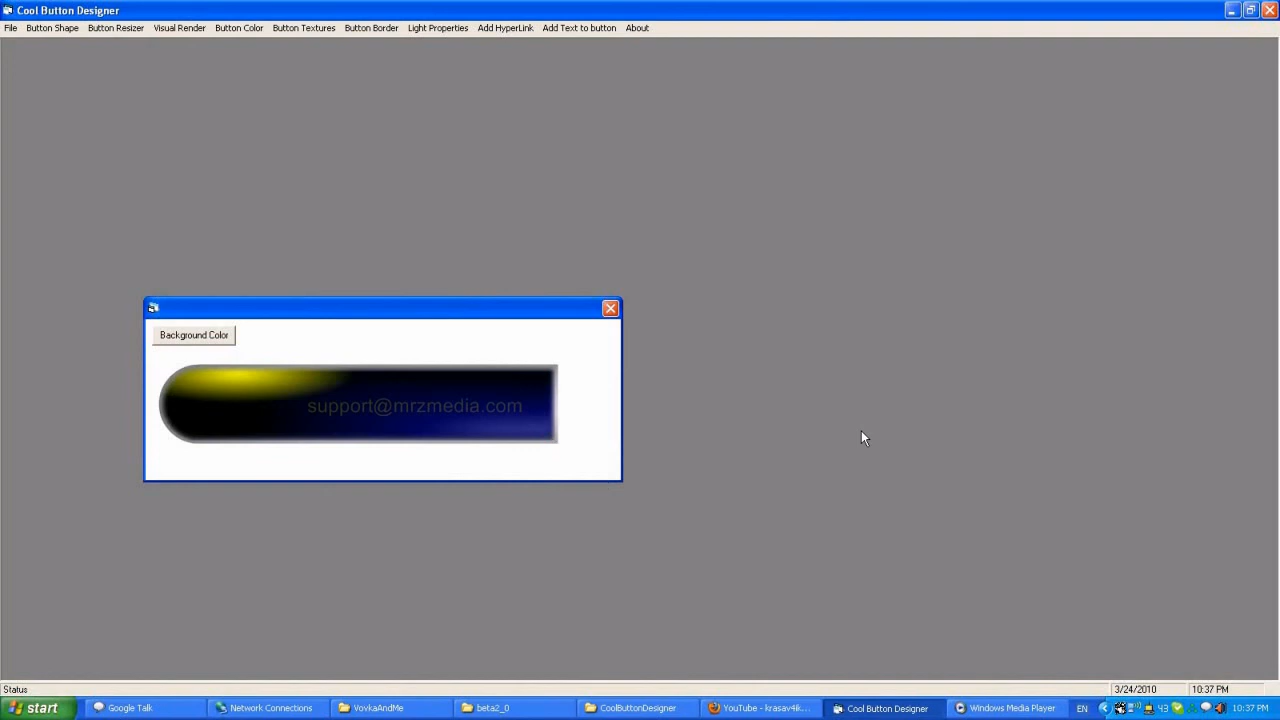 Cool Button Designer
File Button Shape Button Resizer Visual Render Button Color Button Textures Button Border Light Properties Add HyperLink Add Text to button About
Background Color
support@mrzmedia.com
Status 3/24/2010 10:37 PM
start Google Talk Network Connections VovkaAndMe beta2_0 CoolButtonDesigner YouTube - krasav4ik... Cool Button Designer Windows Media Player EN 43 10:37 PM